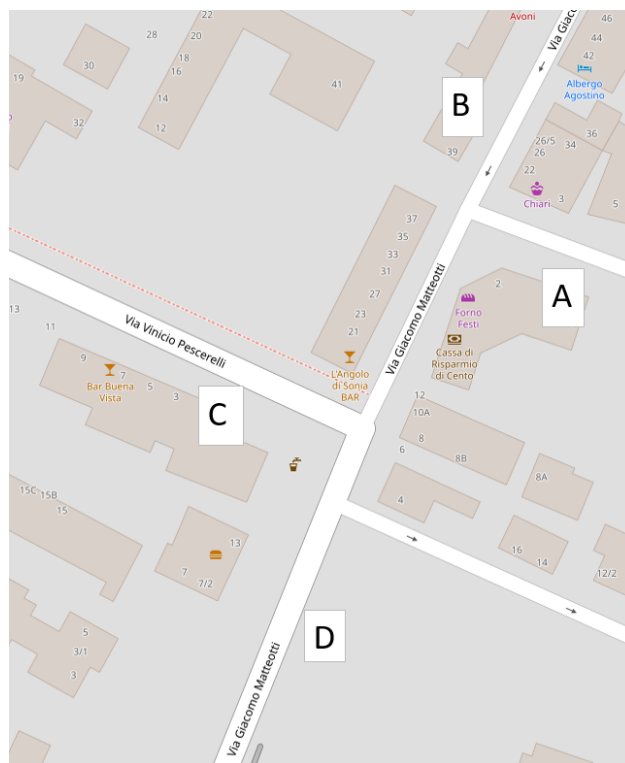 Avoni
Via Giaco
46
44
42
Albergo
Agostino
22
20
28
18
16
14
12
30
19
32
41
B
39
36
26/5
34
26
22
3
5
Chiari
37
35
33
31
27
23
21
L'Angolo
di Sonia
BAR
Via Giacomo Matteotti
2
A
Forno
Festi
Cassa di
Risparmio
di Cento
Via Vinicio Pescerelli
13
11
9
7
5
3
Bar Buena
Vista
C
12
10A
8
6
8B
8A
4
16
14
12/2
15C
15B
15
13
7
7/2
5
3/1
3
D
Via Giacomo Matteotti